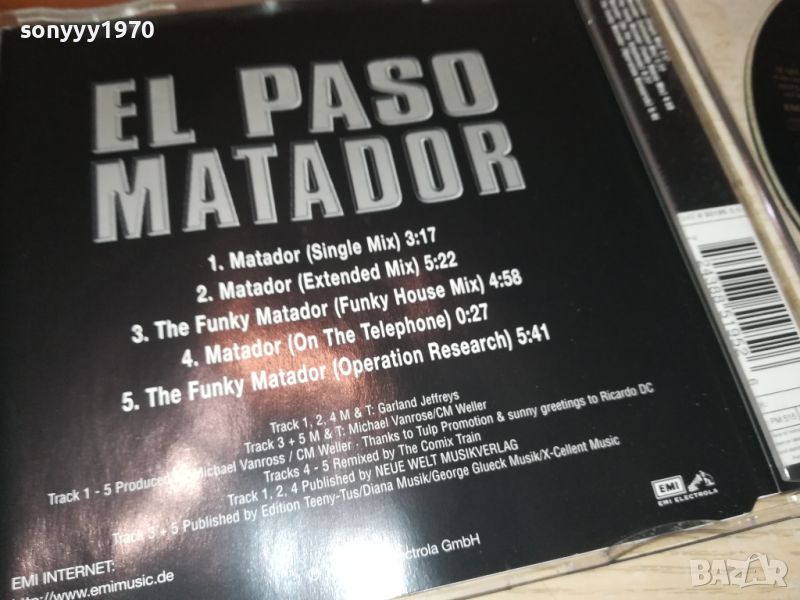 sonyyy1970
EL PASO
MATADOR
1. Matador (Single Mix) 3:17
2. Matador (Extended Mix) 5:22
3. The Funky Matador (Funky House Mix) 4:58
4. Matador (On The Telephone) 0:27
5. The Funky Matador (Operation Research) 5:41
Track 1, 2, 4 M & T: Garland Jeffreys
Track 3 + 5 M & T: Michael Vanrose/CM Weller
Track 1 - 5 Produced Michael Vanross / CM Weller · Thanks to Tulp Promotion & sunny greetings to Ricardo DC
Tracks 4 - 5 Remixed by The Comix Train
Track 1, 2, 4 Published by NEUE WELT MUSIKVERLAG
Track 3 + 5 Published by Edition Teeny-Tus/Diana Musik/George Glueck Musik/X-Cellent Music
EMI INTERNET:
http://www.emimusic.de
ctrola GmbH
EMI
EMI ELECTROLA
PM 515
BAZAR